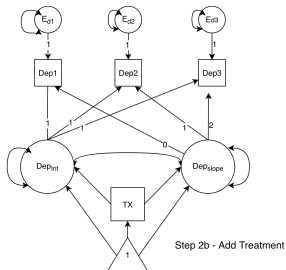 E_d1 E_d2 E_d3
1 1 1
Dep1 Dep2 Dep3
1 1 1 1 2
0
Dep_Int Dep_slope
TX
1
Step 2b - Add Treatment